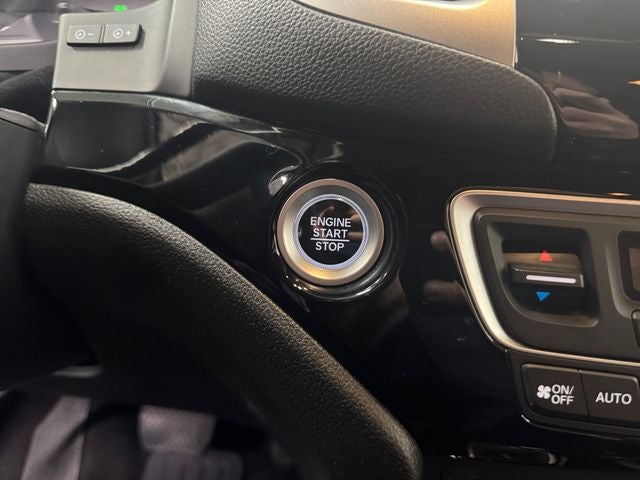 ENGINE
START
STOP
ON/
OFF
AUTO